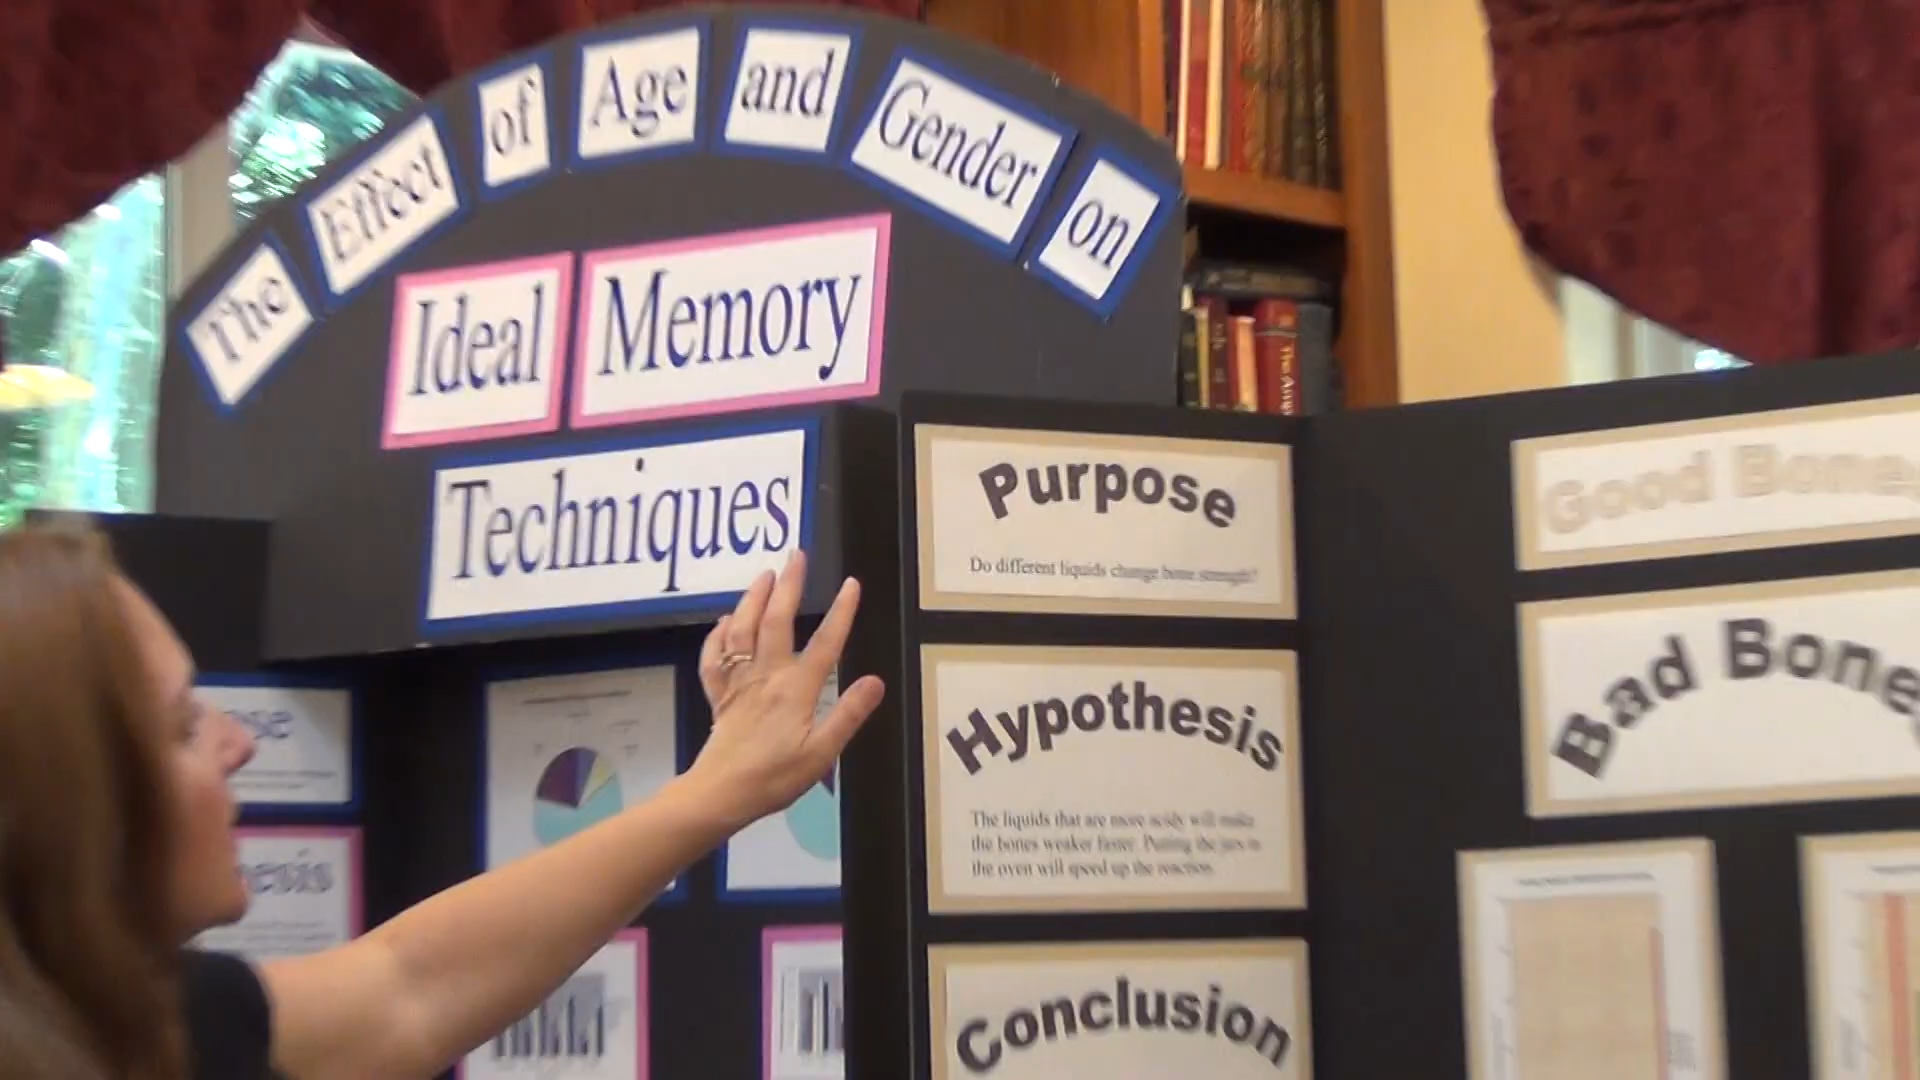 The Effect of Age and Gender on
Ideal Memory
Techniques
Purpose
Do different liquids change bone strength?
Hypothesis
The liquids that are more acidy will make
the bones weaker faster. Putting the jars in
the oven will speed up the reaction.
Conclusion
Good Bone
Bad Bone